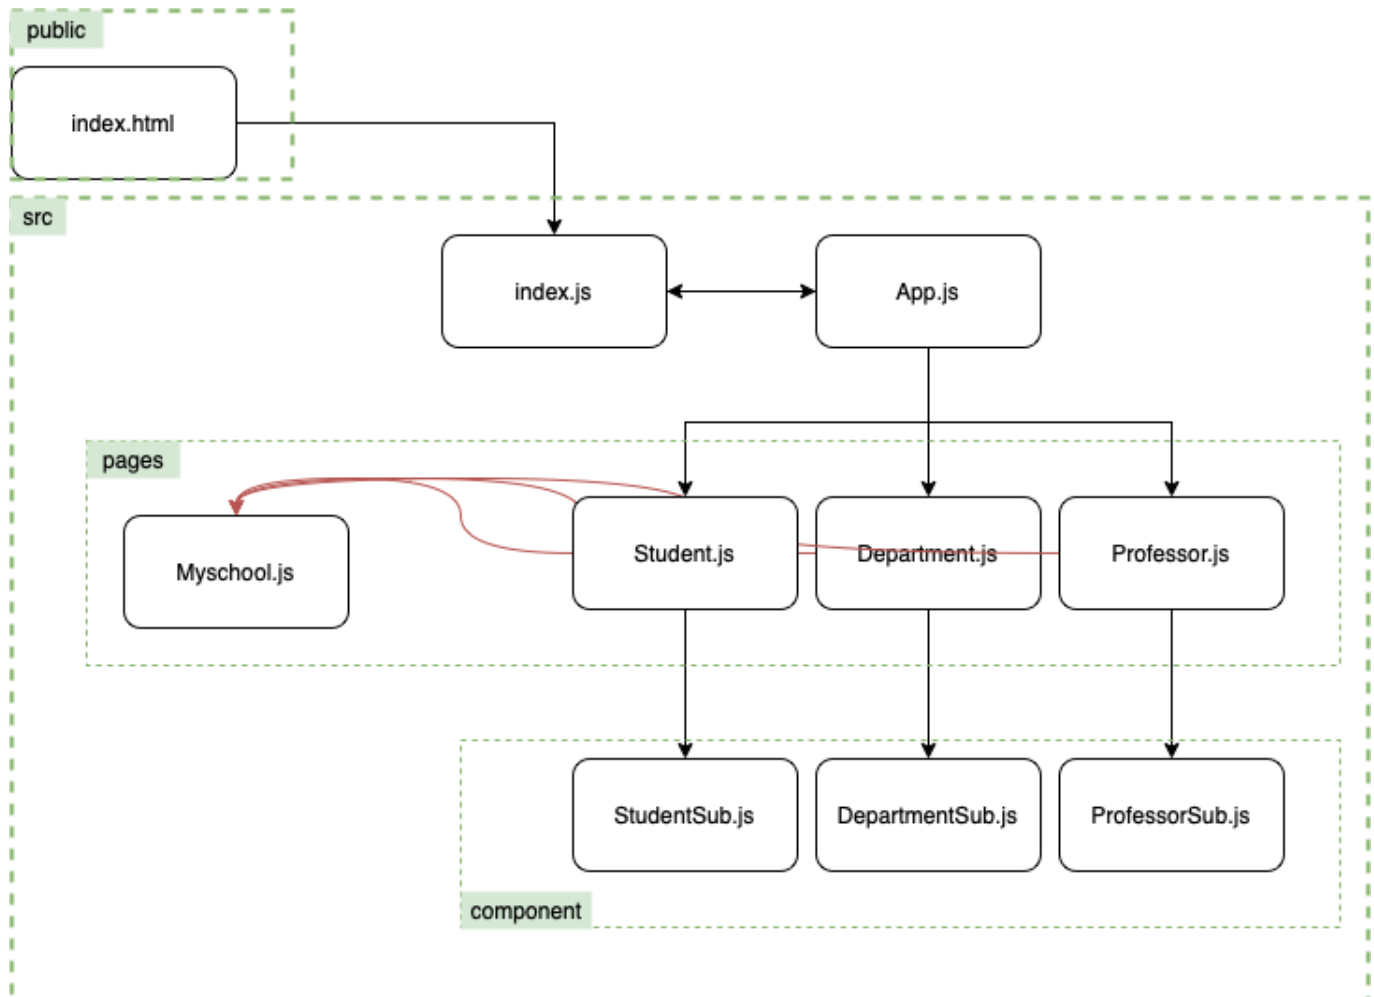 public
index.html
src
index.js
App.js
pages
Myschool.js
Student.js
Department.js
Professor.js
StudentSub.js
DepartmentSub.js
ProfessorSub.js
component